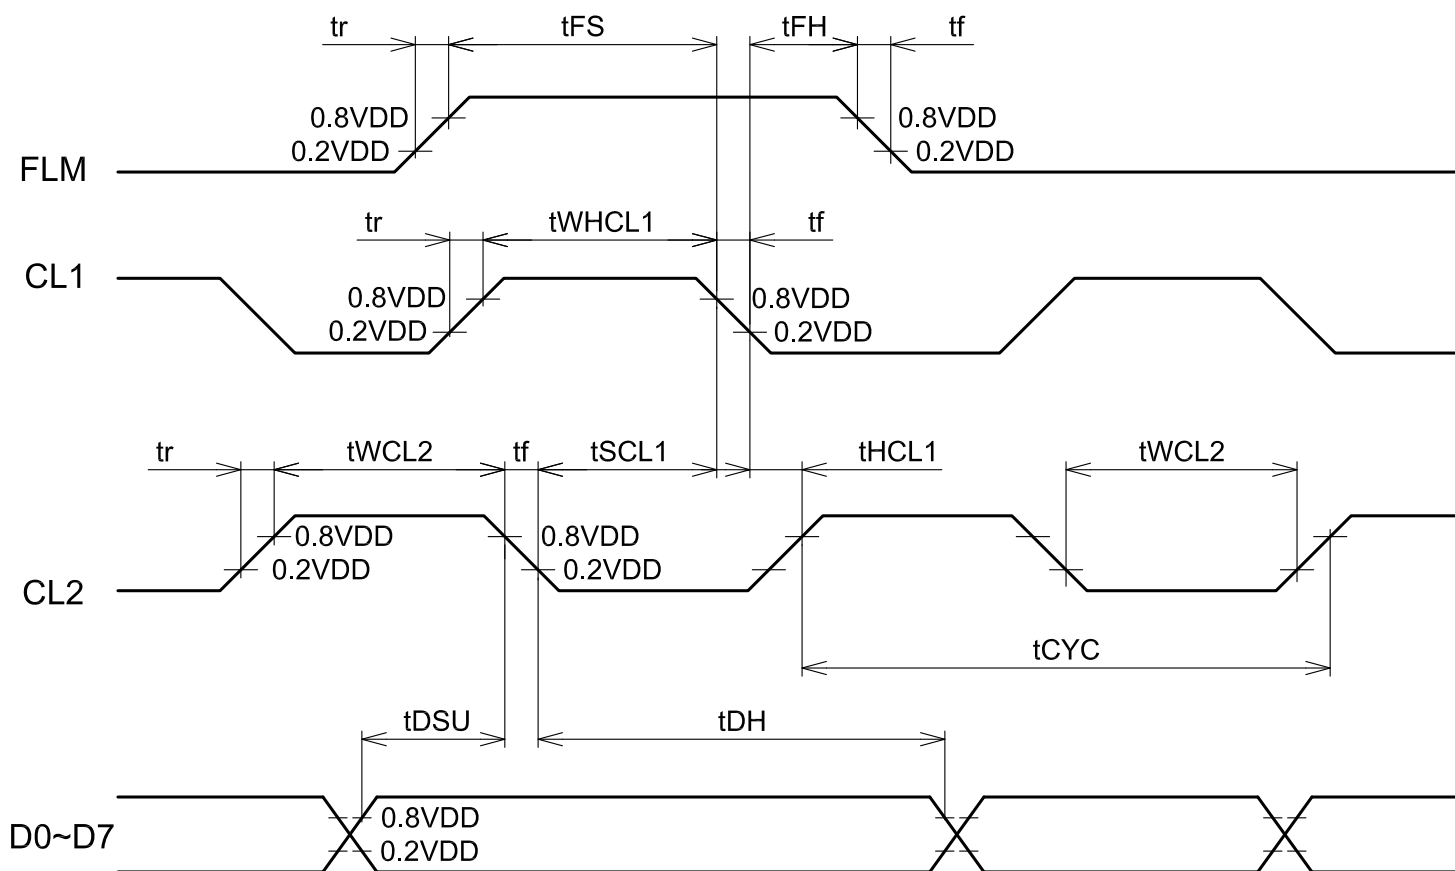 tr tFS tFH tf
0.8VDD 0.8VDD
0.2VDD 0.2VDD
FLM
tr tWHCL1 tf
CL1
0.8VDD 0.8VDD
0.2VDD 0.2VDD
tr tWCL2 tf tSCL1 tHCL1 tWCL2
0.8VDD 0.8VDD
0.2VDD 0.2VDD
CL2
tCYC
tDSU tDH
0.8VDD
D0~D7
0.2VDD